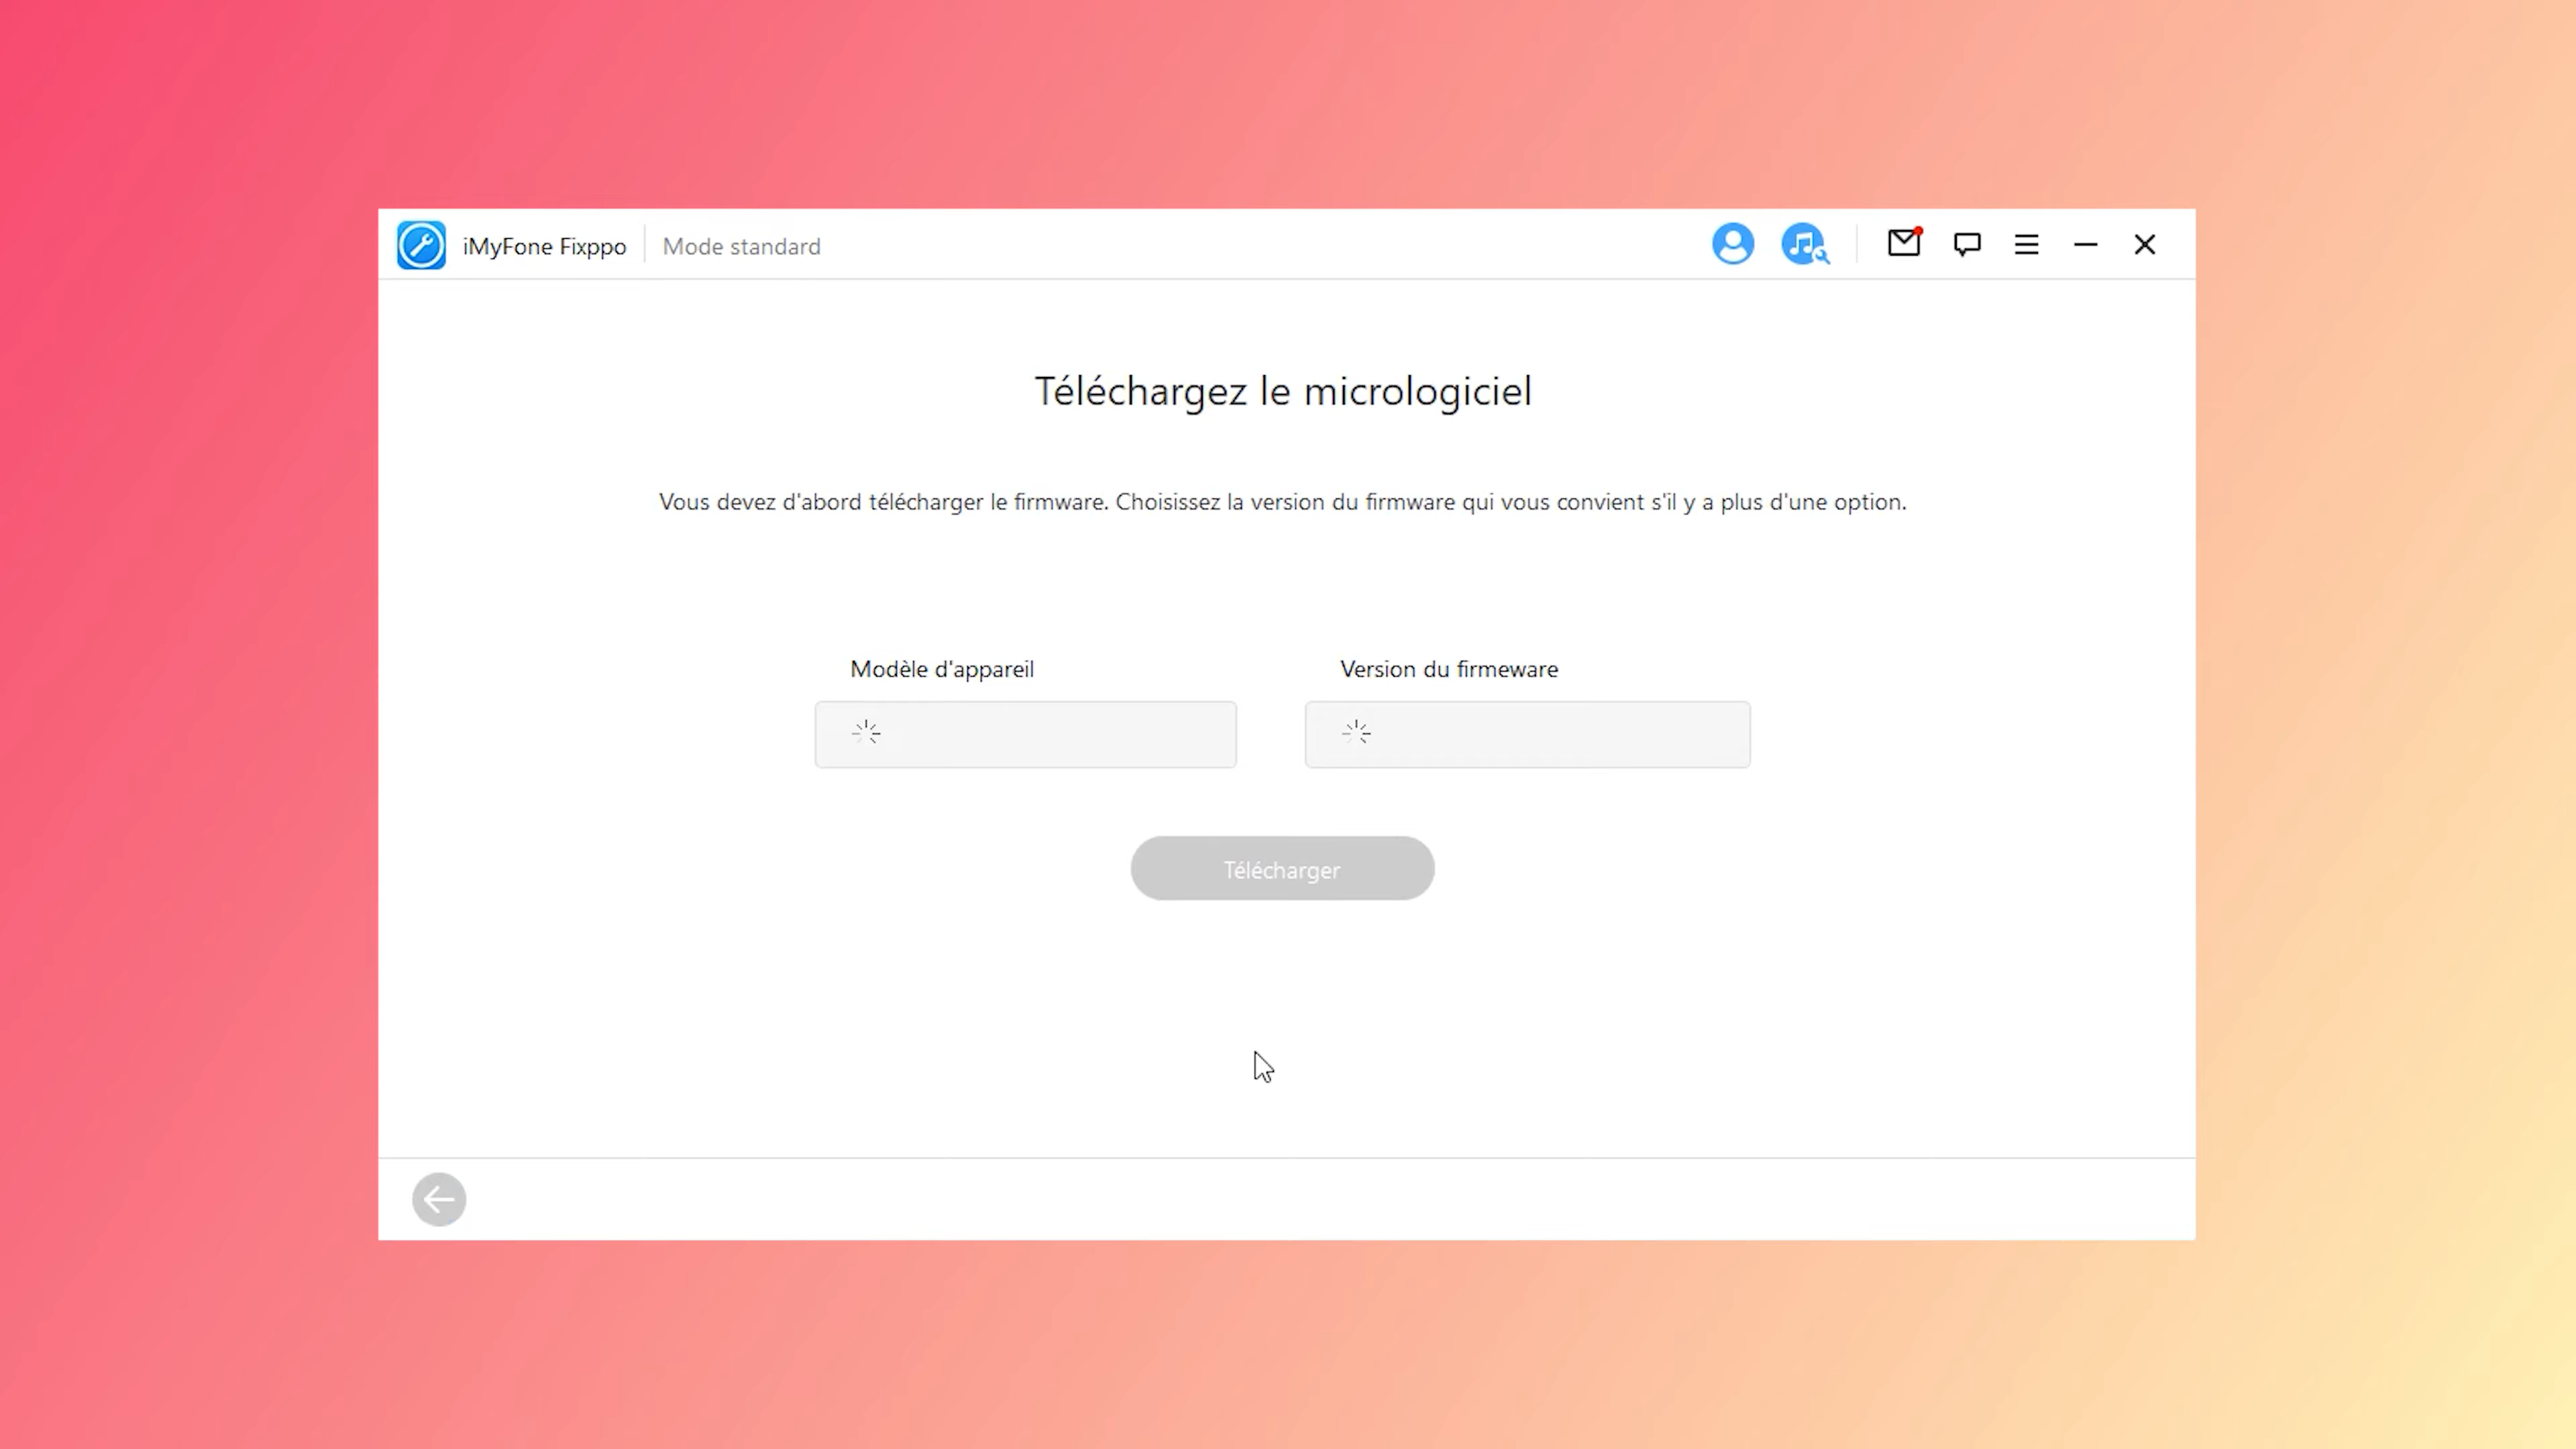 iMyFone Fixppo
Mode standard
Téléchargez le micrologiciel
Vous devez d'abord télécharger le firmware. Choisissez la version du firmware qui vous convient s'il y a plus d'une option.
Modèle d'appareil
Version du firmeware
Télécharger